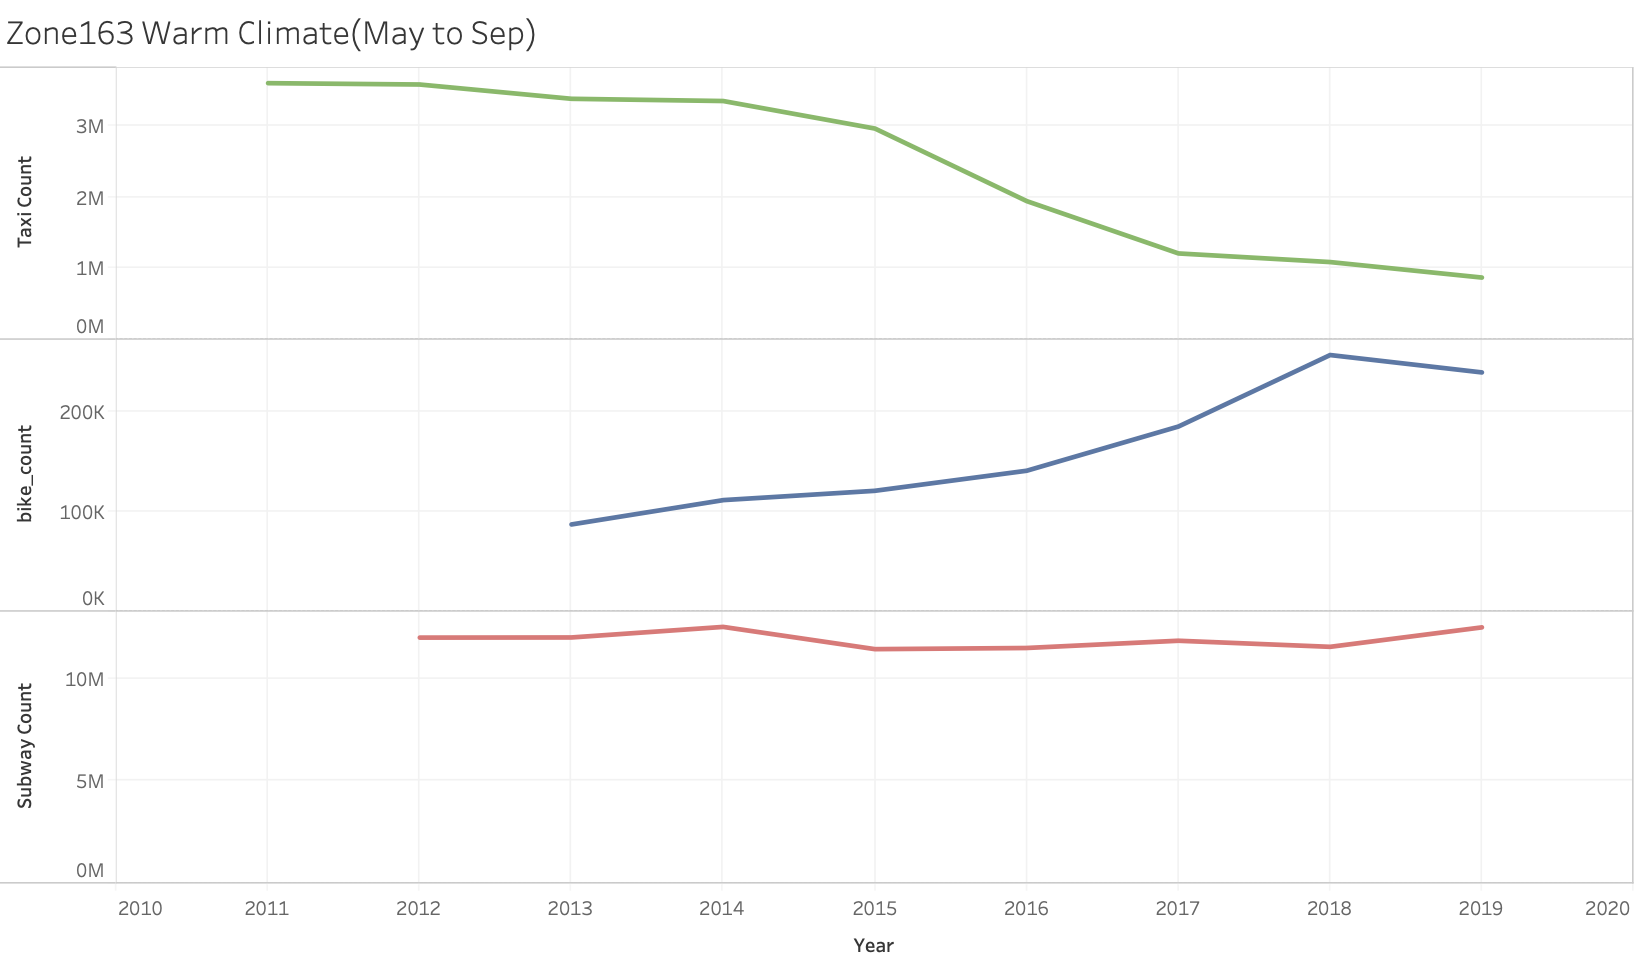 Zone163 Warm Climate(May to Sep)
Taxi Count
3M
2M
1M
0M
bike_count
200K
100K
0K
Subway Count
10M
5M
0M
2010 2011 2012 2013 2014 2015 2016 2017 2018 2019 2020
Year